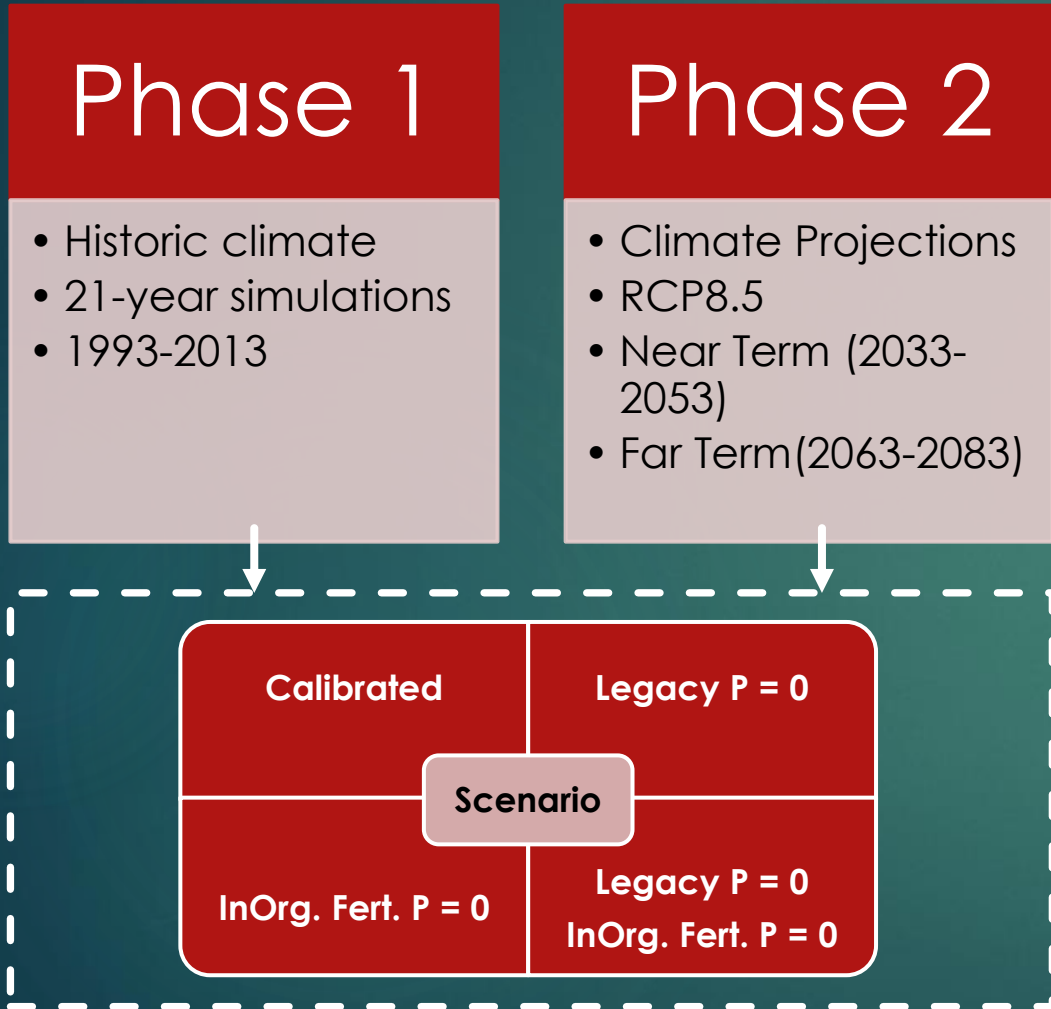 Phase 1
• Historic climate
• 21-year simulations
• 1993-2013
Phase 2
• Climate Projections
• RCP8.5
• Near Term (2033-
2053)
• Far Term(2063-2083)
Calibrated
Legacy P = 0
Scenario
InOrg. Fert. P = 0
Legacy P = 0
InOrg. Fert. P = 0